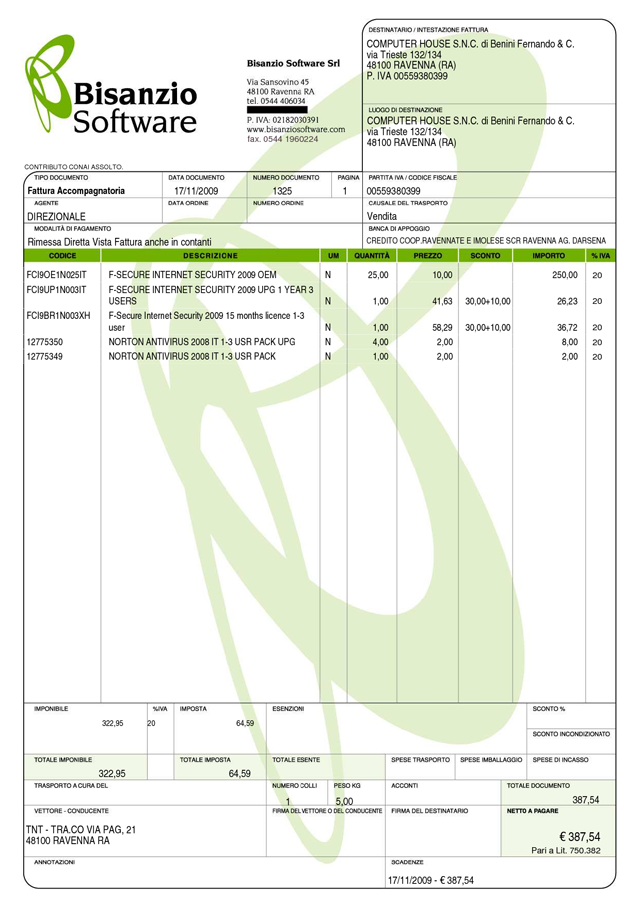 Bisanzio
Software
Bisanzio Software Srl
Via Sansovino 45
48100 Ravenna RA
tel. 0544 406034
P. IVA: 02182030391
www.bisanziosoftware.com
fax. 0544 1960224
DESTINATARIO / INTESTAZIONE FATTURA
COMPUTER HOUSE S.N.C. di Benini Fernando & C.
via Trieste 132/134
48100 RAVENNA (RA)
P. IVA 00559380399
LUOGO DI DESTINAZIONE
COMPUTER HOUSE S.N.C. di Benini Fernando & C.
via Trieste 132/134
48100 RAVENNA (RA)
CONTRIBUTO CONAI ASSOLTO.
TIPO DOCUMENTO DATA DOCUMENTO NUMERO DOCUMENTO PAGINA PARTITA IVA / CODICE FISCALE
Fattura Accompagnatoria 17/11/2009 1325 1 00559380399
AGENTE DATA ORDINE NUMERO ORDINE CAUSALE DEL TRASPORTO
DIREZIONALE Vendita
MODALITÀ DI FAGAMENTO BANCA DI APPOGGIO
Rimessa Diretta Vista Fattura anche in contanti CREDITO COOP.RAVENNATE E IMOLESE SCR RAVENNA AG. DARSENA
CODICE DESCRIZIONE UM QUANTITÀ PREZZO SCONTO IMPORTO % IVA
FCI9OE1N025IT F-SECURE INTERNET SECURITY 2009 OEM N 25,00 10,00 250,00 20
FCI9UP1N003IT F-SECURE INTERNET SECURITY 2009 UPG 1 YEAR 3
USERS N 1,00 41,63 30,00+10,00 26,23 20
FCI9BR1N003XH F-Secure Internet Security 2009 15 months licence 1-3
user N 1,00 58,29 30,00+10,00 36,72 20
12775350 NORTON ANTIVIRUS 2008 IT 1-3 USR PACK UPG N 4,00 2,00 8,00 20
12775349 NORTON ANTIVIRUS 2008 IT 1-3 USR PACK N 1,00 2,00 2,00 20
IMPONIBILE %IVA IMPOSTA ESENZIONI SCONTO %
322,95 20 64,59
SCONTO INCONDIZIONATO
TOTALE IMPONIBILE TOTALE IMPOSTA TOTALE ESENTE SPESE TRASPORTO SPESE IMBALLAGGIO SPESE DI INCASSO
322,95 64,59
TRASPORTO A CURA DEL NUMERO COLLI PESO KG ACCONTI TOTALE DOCUMENTO
1 5,00 387,54
VETTORE - CONDUCENTE FIRMA DEL VETTORE O DEL CONDUCENTE FIRMA DEL DESTINATARIO NETTO A PAGARE
TNT - TRA.CO VIA PAG, 21
48100 RAVENNA RA
€ 387,54
Pari a Lit. 750.382
ANNOTAZIONI SCADENZE
17/11/2009 - € 387,54